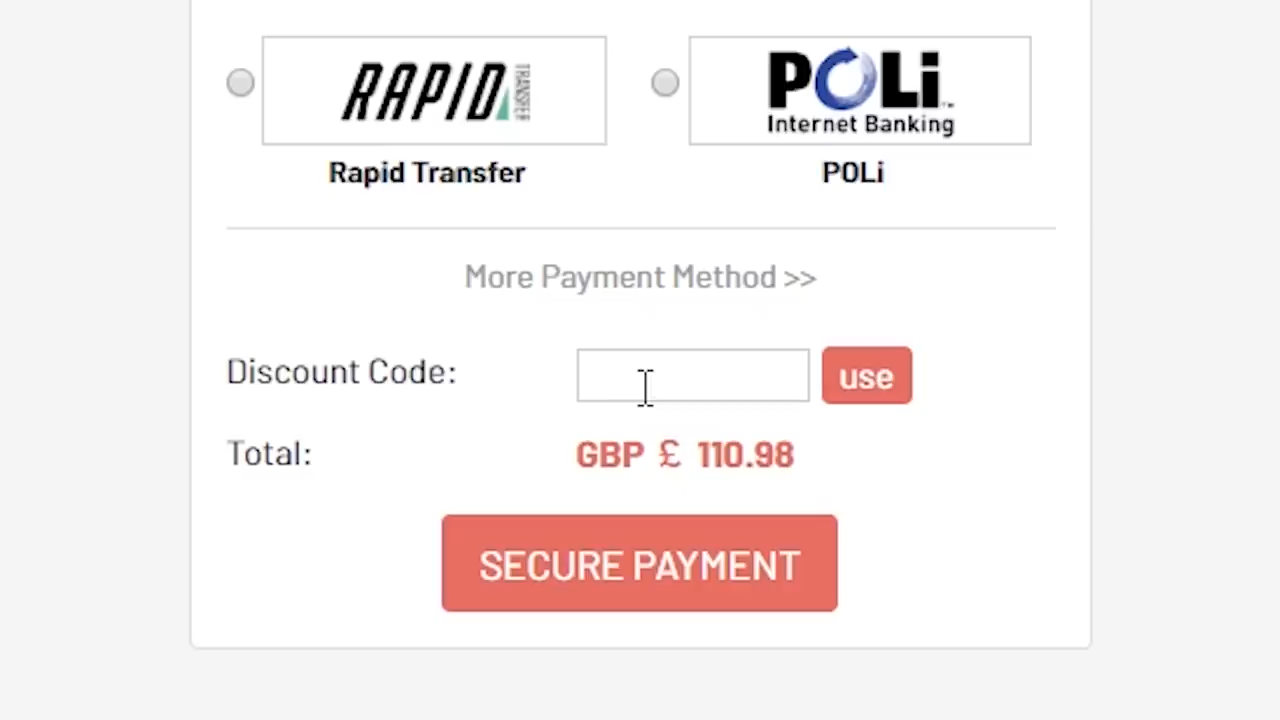 RAPID TRANSFER
POLi™
Internet Banking
Rapid Transfer
POLi
More Payment Method >>
Discount Code:
use
Total:
GBP £ 110.98
SECURE PAYMENT